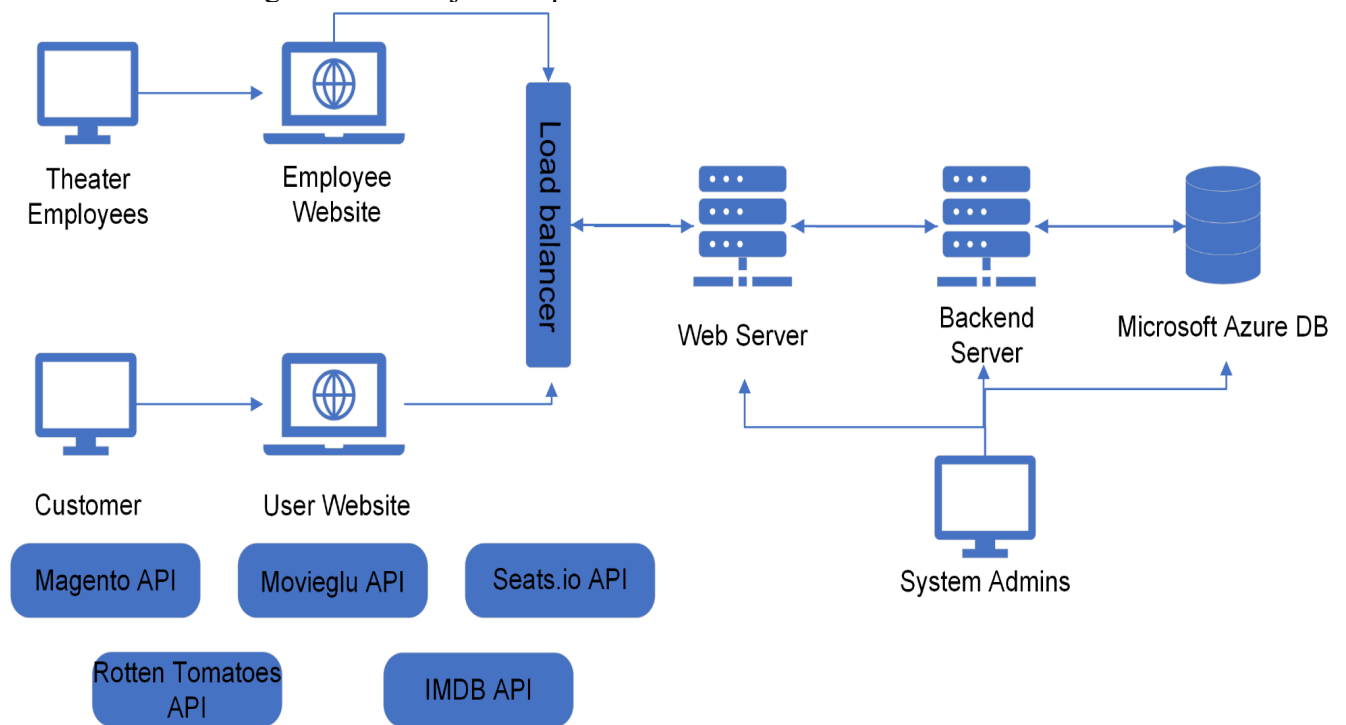 Theater
Employees
Employee
Website
Load balancer
Web Server
Backend
Server
Microsoft Azure DB
Customer
User Website
System Admins
Magento API
Movieglu API
Seats.io API
Rotten Tomatoes
API
IMDB API